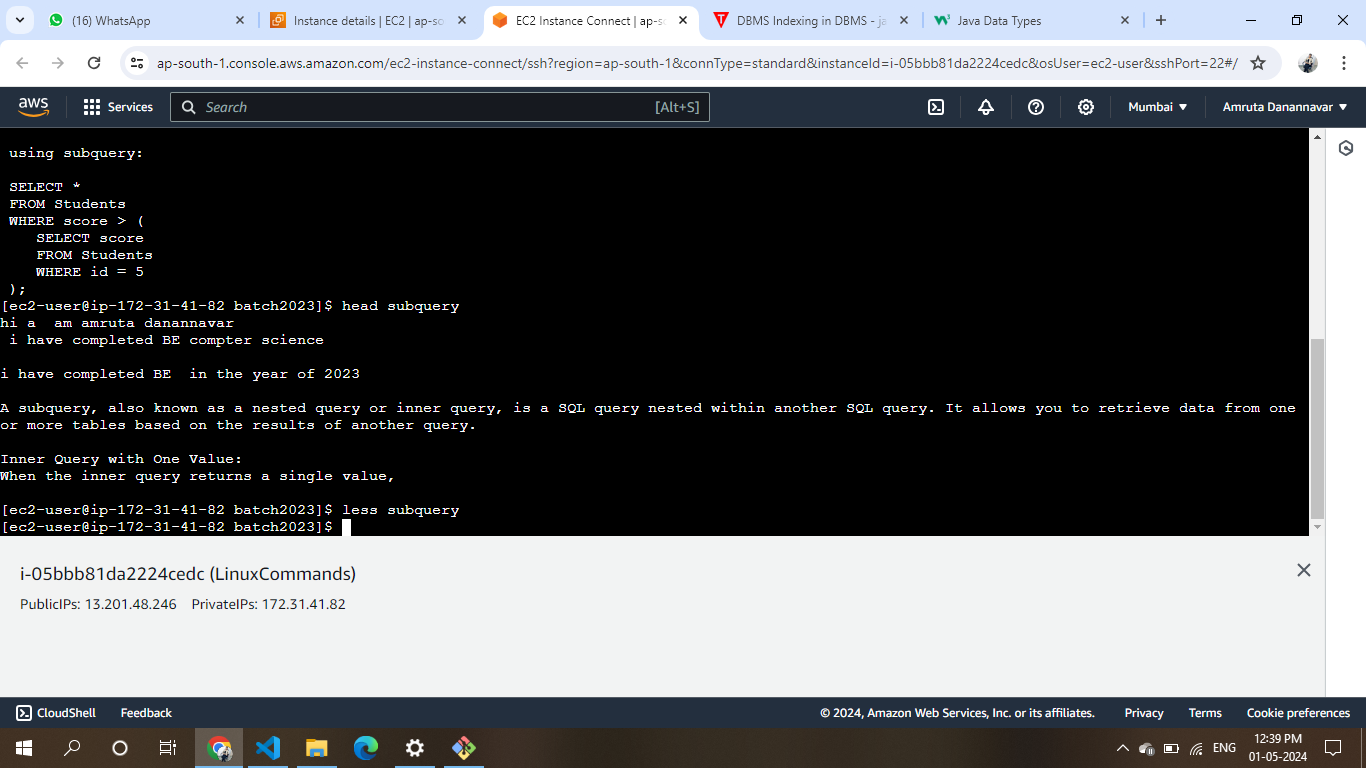 (16) WhatsApp
Instance details | EC2 | ap-so
EC2 Instance Connect | ap-so
DBMS Indexing in DBMS - ja
Java Data Types
ap-south-1.console.aws.amazon.com/ec2-instance-connect/ssh?region=ap-south-1&connType=standard&instanceId=i-05bbb81da2224cedc&osUser=ec2-user&sshPort=22#/
aws
Services
Search
[Alt+S]
Mumbai
Amruta Danannavar
using subquery:
SELECT *
FROM Students
WHERE score > (
SELECT score
FROM Students
WHERE id = 5
);
[ec2-user@ip-172-31-41-82 batch2023]$ head subquery
hi a  am amruta danannavar
i have completed BE compter science
i have completed BE  in the year of 2023
A subquery, also known as a nested query or inner query, is a SQL query nested within another SQL query. It allows you to retrieve data from one
or more tables based on the results of another query.
Inner Query with One Value:
When the inner query returns a single value,
[ec2-user@ip-172-31-41-82 batch2023]$ less subquery
[ec2-user@ip-172-31-41-82 batch2023]$
i-05bbb81da2224cedc (LinuxCommands)
PublicIPs: 13.201.48.246 PrivateIPs: 172.31.41.82
CloudShell
Feedback
© 2024, Amazon Web Services, Inc. or its affiliates.
Privacy
Terms
Cookie preferences
ENG
12:39 PM
01-05-2024